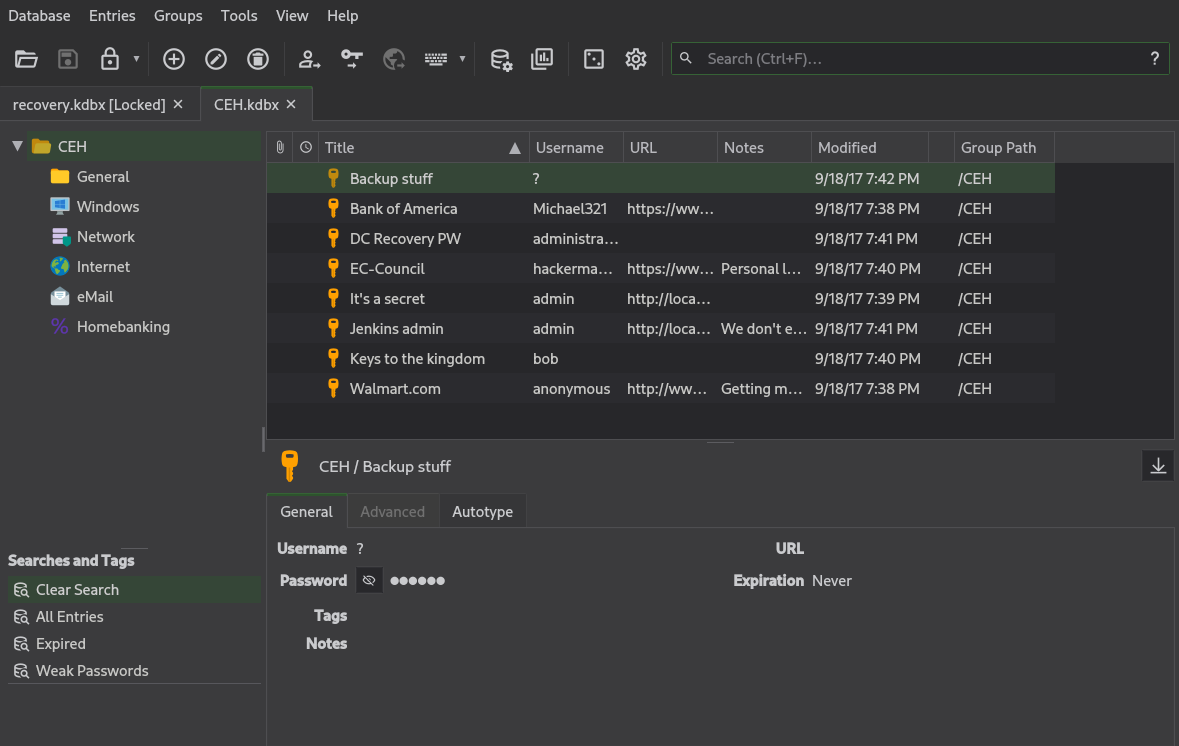 Database Entries Groups Tools View Help
Search (Ctrl+F)... ?
recovery.kdbx [Locked] CEH.kdbx
CEH
General
Windows
Network
Internet
eMail
Homebanking
Title Username URL Notes Modified Group Path
Backup stuff ? 9/18/17 7:42 PM /CEH
Bank of America Michael321 https://ww... 9/18/17 7:38 PM /CEH
DC Recovery PW administra... 9/18/17 7:41 PM /CEH
EC-Council hackerma... https://ww... Personal l... 9/18/17 7:40 PM /CEH
It's a secret admin http://loca... 9/18/17 7:39 PM /CEH
Jenkins admin admin http://loca... We don't e... 9/18/17 7:41 PM /CEH
Keys to the kingdom bob 9/18/17 7:40 PM /CEH
Walmart.com anonymous http://ww... Getting m... 9/18/17 7:38 PM /CEH
CEH / Backup stuff
General Advanced Autotype
Username ? URL
Password ●●●●●● Expiration Never
Tags
Notes
Searches and Tags
Clear Search
All Entries
Expired
Weak Passwords